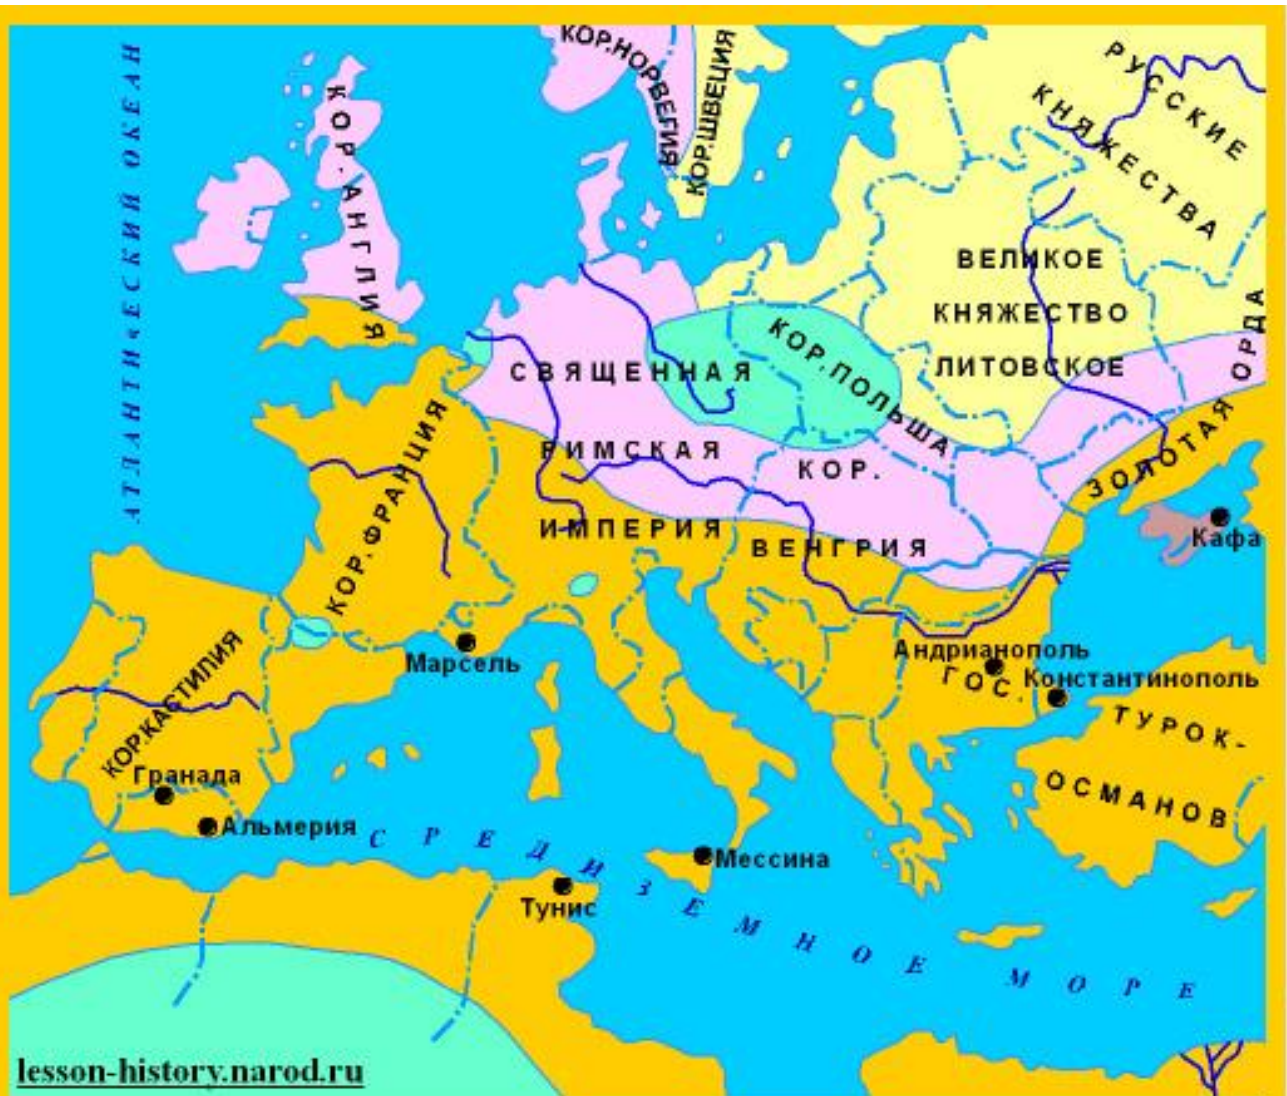 АТЛАНТИ«ЕСКИЙ ОКЕАН
КОР.НОРВЕГИЯ
КОР.ШВЕЦИЯ
РУССКИЕ
КНЯЖЕСТВА
КОР. АНГЛИЯ
ВЕЛИКОЕ
КНЯЖЕСТВО
ЛИТОВСКОЕ
ЗОЛОТАЯ ОРДА
КОР.ПОЛЬША
СВЯЩЕННАЯ
РИМСКАЯ
ИМПЕРИЯ
КОР.
ВЕНГРИЯ
КОР.ФРАНЦИЯ
Кафа
Марсель
Андрианополь
Константинополь
ГОС.
ТУРОК-
ОСМАНОВ
КОР.КАСТИЛИЯ
Гранада
Альмерия
СРЕДИЗЕМНОЕ МОРЕ
Мессина
Тунис
lesson-history.narod.ru